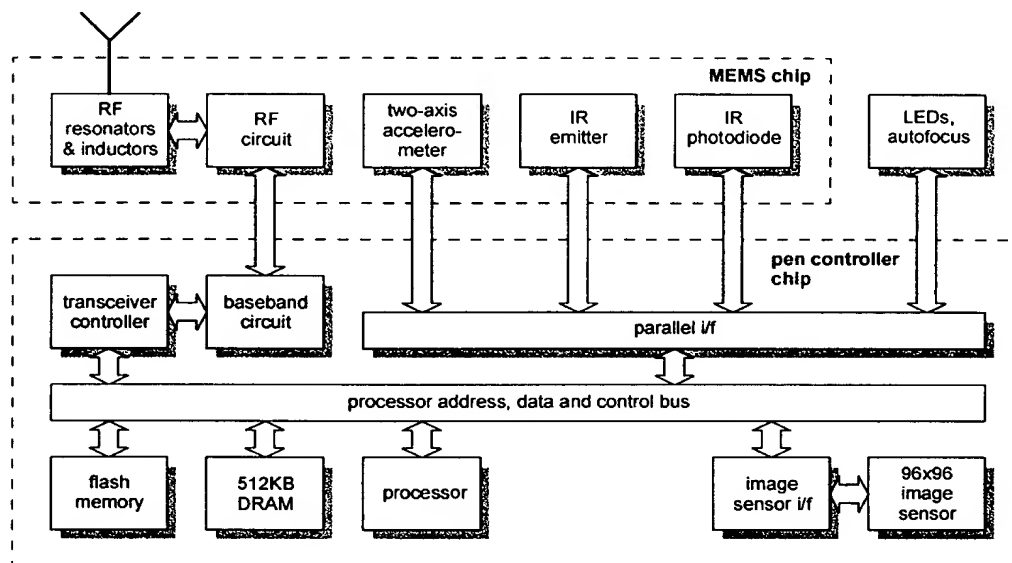 MEMS chip
RF
resonators
& inductors
RF
circuit
two-axis
accelero-
meter
IR
emitter
IR
photodiode
LEDs,
autofocus
pen controller
chip
transceiver
controller
baseband
circuit
parallel i/f
processor address, data and control bus
flash
memory
512KB
DRAM
processor
image
sensor i/f
96x96
image
sensor